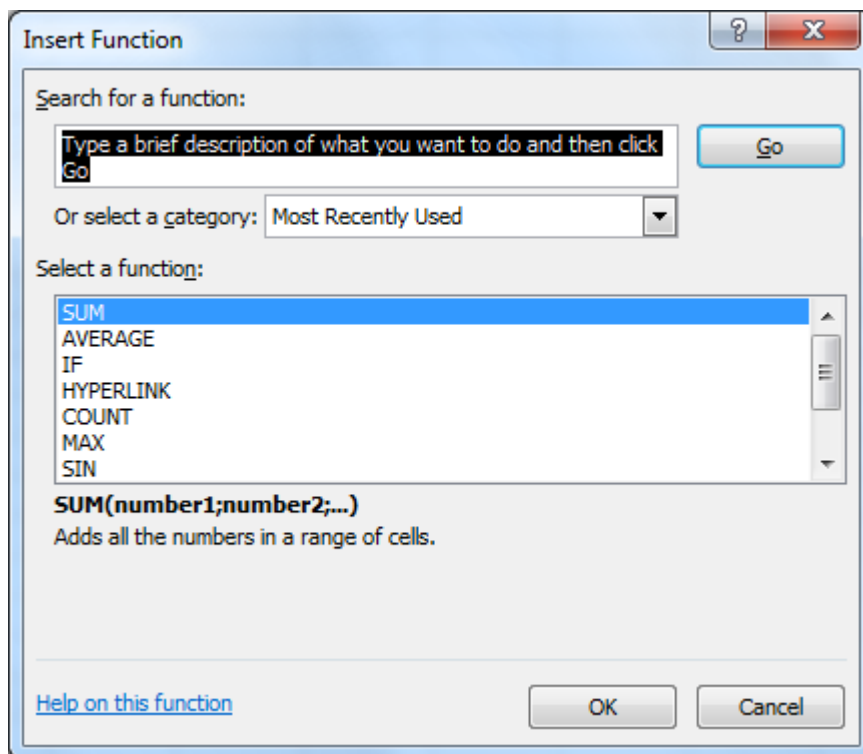 Insert Function
Search for a function:
Type a brief description of what you want to do and then click
Go
Go
Or select a category: Most Recently Used
Select a function:
SUM
AVERAGE
IF
HYPERLINK
COUNT
MAX
SIN
SUM(number1;number2;...)
Adds all the numbers in a range of cells.
Help on this function
OK
Cancel